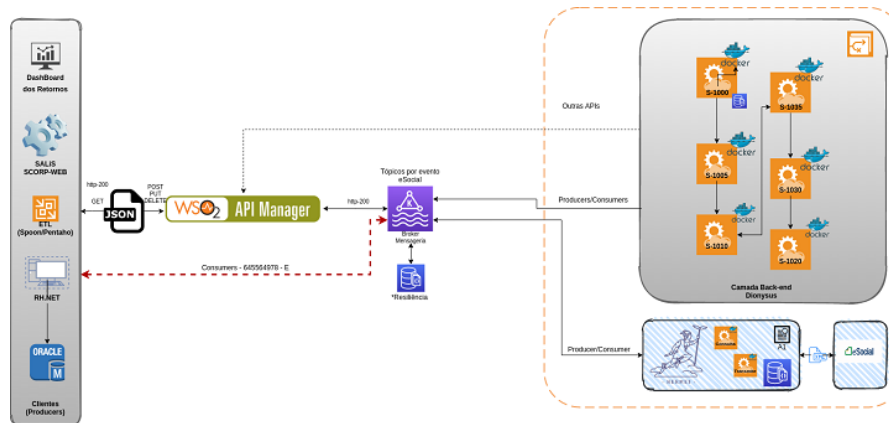 DashBoard
dos Retornos
SALIS
SCORP-WEB
ETL
(Spoon/Pentaho)
RH.NET
ORACLE
M
Clientes
(Producers)
http-200
GET
JSON
POST
PUT
DELETE
WSO2 API Manager
http-200
Tópicos por evento
eSocial
K
Broker
Mensageria
*Resiliência
Consumers - 645564978 - E
Outras APIs
Producers/Consumers
Producer/Consumer
docker
S-1000
docker
S-1035
docker
S-1005
docker
S-1030
docker
S-1010
docker
S-1020
Camada Back-end
Dionysus
HERMES
A1
eSocial